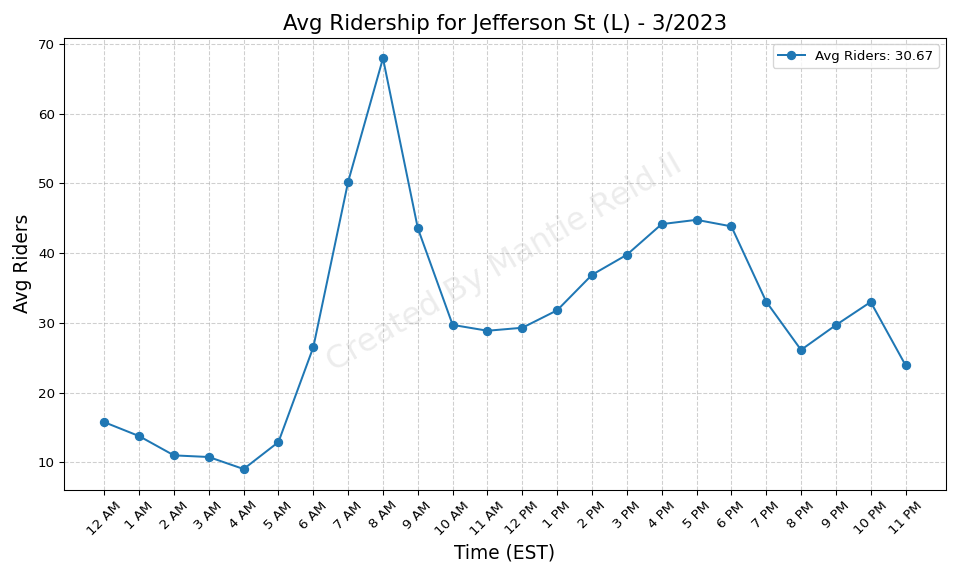 Avg Ridership for Jefferson St (L) - 3/2023
Avg Riders: 30.67
70
60
50
40
30
20
10
Avg Riders
Created By Mantle Reid II
12 AM
1 AM
2 AM
3 AM
4 AM
5 AM
6 AM
7 AM
8 AM
9 AM
10 AM
11 AM
12 PM
1 PM
2 PM
3 PM
4 PM
5 PM
6 PM
7 PM
8 PM
9 PM
10 PM
11 PM
Time (EST)